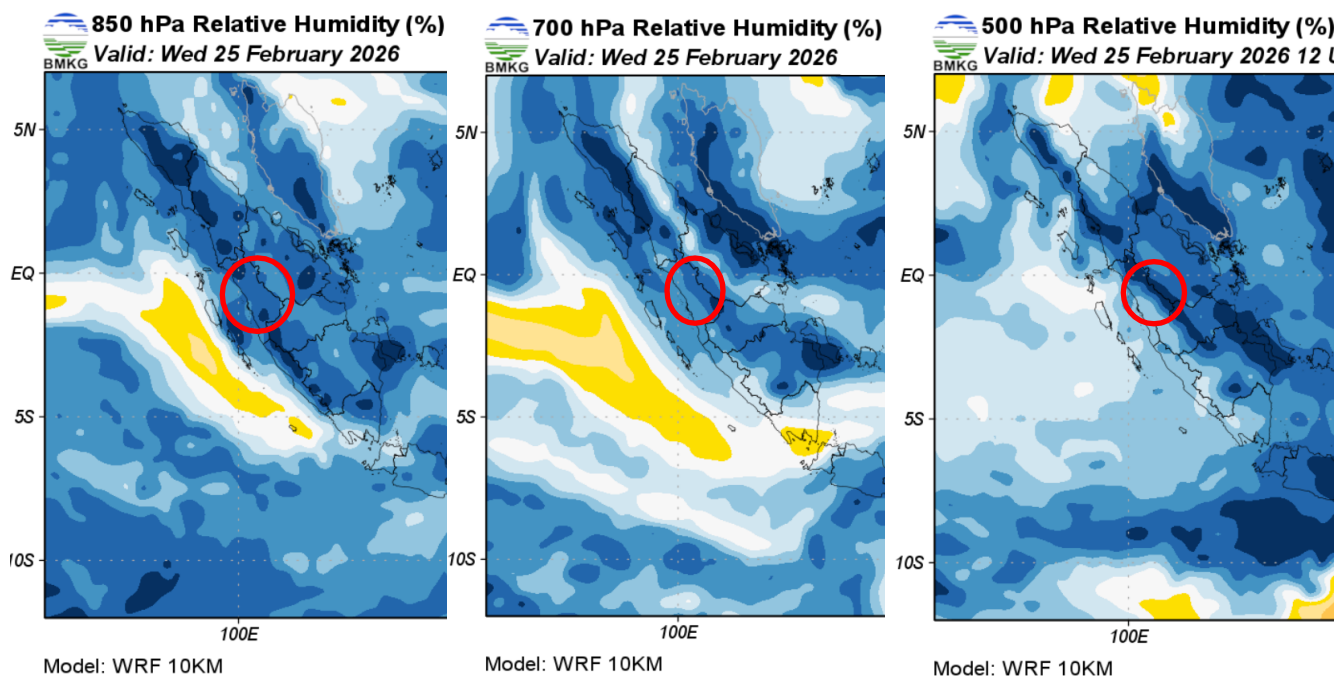 850 hPa Relative Humidity (%)
Valid: Wed 25 February 2026
BMKG
5N
EQ
5S
10S
100E
Model: WRF 10KM
700 hPa Relative Humidity (%)
Valid: Wed 25 February 2026
BMKG
5N
EQ
5S
10S
100E
Model: WRF 10KM
500 hPa Relative Humidity (%)
Valid: Wed 25 February 2026 12 U
BMKG
5N
EQ
5S
10S
100E
Model: WRF 10KM